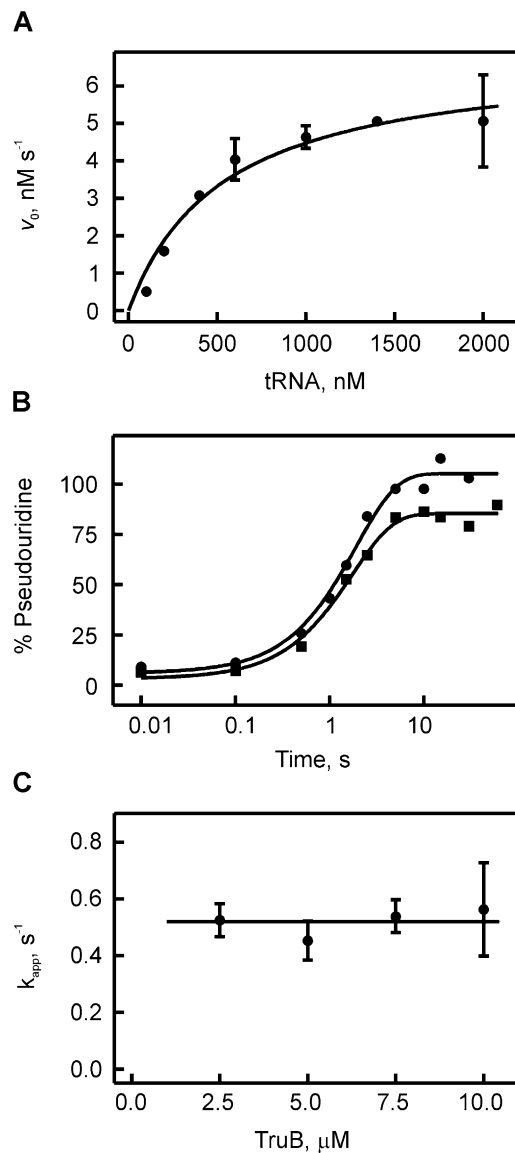 A
6
5
4
3
2
1
0
v₀, nM s⁻¹
0 500 1000 1500 2000
tRNA, nM
B
100
75
50
25
0
% Pseudouridine
0.01 0.1 1 10
Time, s
C
0.8
0.6
0.4
0.2
0.0
kapp, s⁻¹
0.0 2.5 5.0 7.5 10.0
TruB, μM